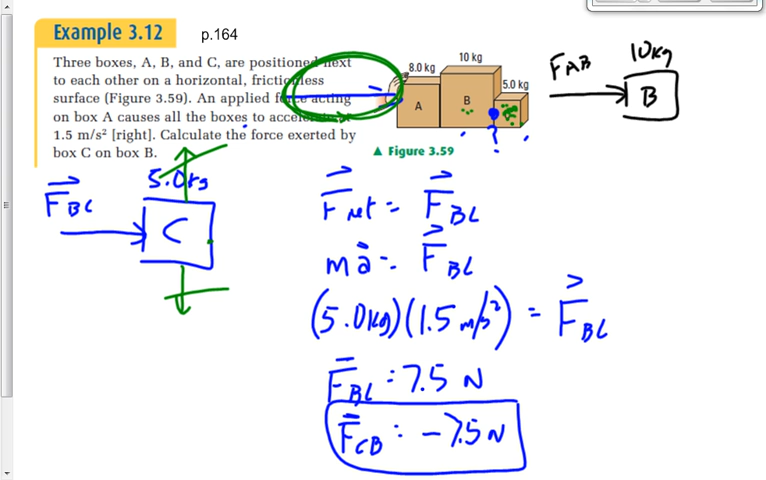 Example 3.12
p.164
Three boxes, A, B, and C, are positioned next
to each other on a horizontal, frictionless
surface (Figure 3.59). An applied force acting
on box A causes all the boxes to accelerate at
1.5 m/s² [right]. Calculate the force exerted by
box C on box B.
8.0 kg
10 kg
5.0 kg
A
B
?
▲ Figure 3.59
FAB
10kg
B
5.0kg
FBC
C
F net = FBC
ma = FBC
(5.0kg)(1.5 m/s²) = FBC
FBC = 7.5 N
FCB = -7.5 N